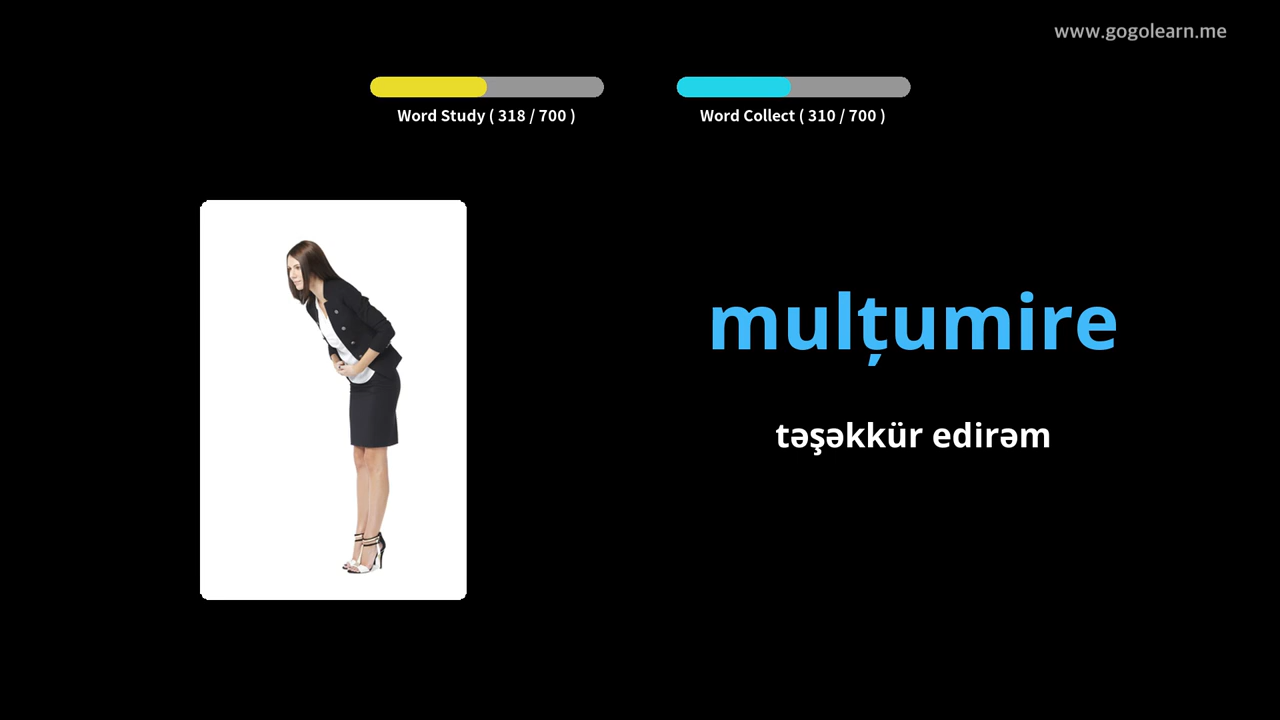 www.gogolearn.me
Word Study ( 318 / 700 )
Word Collect ( 310 / 700 )
mulțumire
təşəkkür edirəm